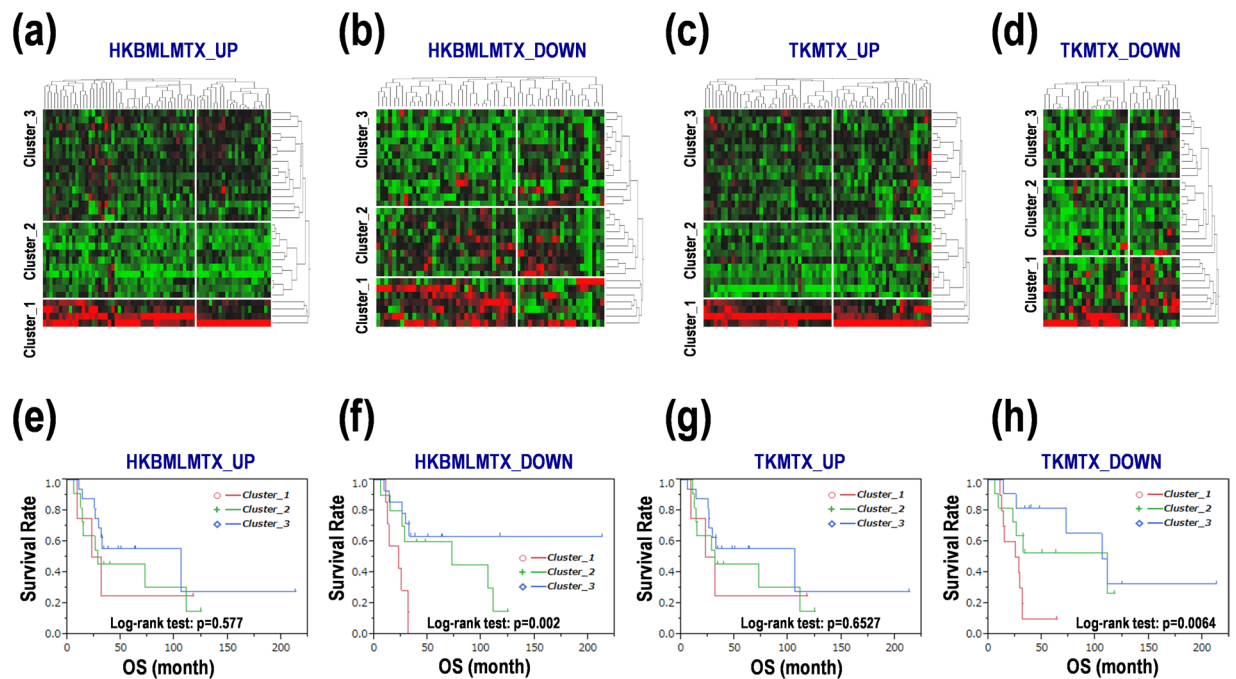 (a)
HKBMLMTX_UP
Cluster_3
Cluster_2
Cluster_1
(b)
HKBMLMTX_DOWN
Cluster_3
Cluster_2
Cluster_1
(c)
TKMTX_UP
Cluster_3
Cluster_2
Cluster_1
(d)
TKMTX_DOWN
Cluster_3
Cluster_2
Cluster_1
(e)
HKBMLMTX_UP
Survival Rate
1.0
0.8
0.6
0.4
0.2
0.0
Cluster_1
Cluster_2
Cluster_3
Log-rank test: p=0.577
0 50 100 150 200
OS (month)
(f)
HKBMLMTX_DOWN
Survival Rate
1.0
0.8
0.6
0.4
0.2
0.0
Cluster_1
Cluster_2
Cluster_3
Log-rank test: p=0.002
0 50 100 150 200
OS (month)
(g)
TKMTX_UP
Survival Rate
1.0
0.8
0.6
0.4
0.2
0.0
Cluster_1
Cluster_2
Cluster_3
Log-rank test: p=0.6527
0 50 100 150 200
OS (month)
(h)
TKMTX_DOWN
Survival Rate
1.0
0.8
0.6
0.4
0.2
0.0
Cluster_1
Cluster_2
Cluster_3
Log-rank test: p=0.0064
0 50 100 150 200
OS (month)